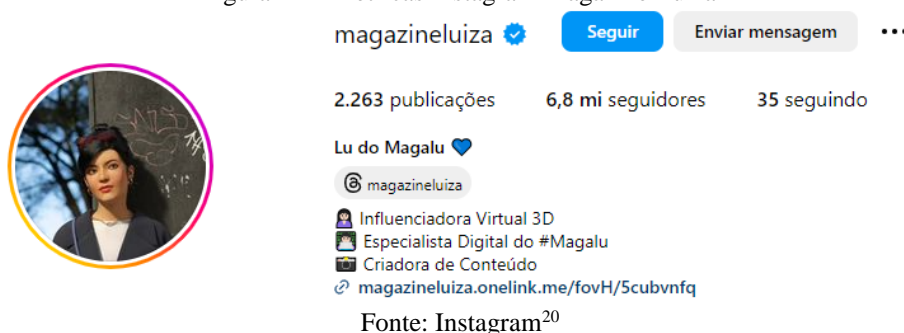 magazineluiza
Seguir
Enviar mensagem
2.263 publicações
6,8 mi seguidores
35 seguindo
Lu do Magalu
magazineluiza
Influenciadora Virtual 3D
Especialista Digital do #Magalu
Criadora de Conteúdo
magazineluiza.onelink.me/fovH/5cubvnfq
Fonte: Instagram20